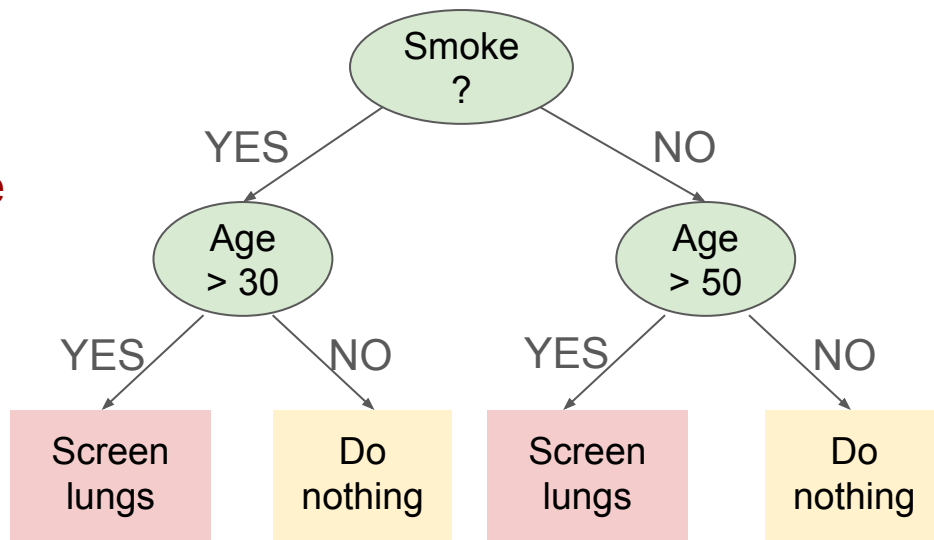 Smoke
?
YES
NO
e
Age
> 30
Age
> 50
YES
NO
YES
NO
Screen
lungs
Do
nothing
Screen
lungs
Do
nothing